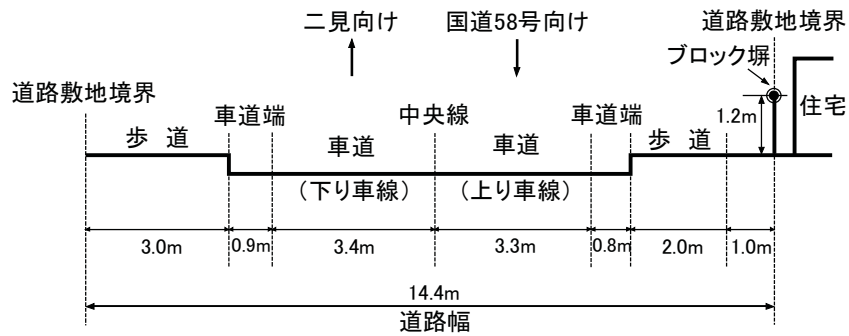 二見向け
国道58号向け
道路敷地境界
ブロック塀
道路敷地境界
車道端
中央線
車道端
1.2m
住宅
歩 道
車道
車道
歩 道
(下り車線)
(上り車線)
3.0m
0.9m
3.4m
3.3m
0.8m
2.0m
1.0m
14.4m
道路幅